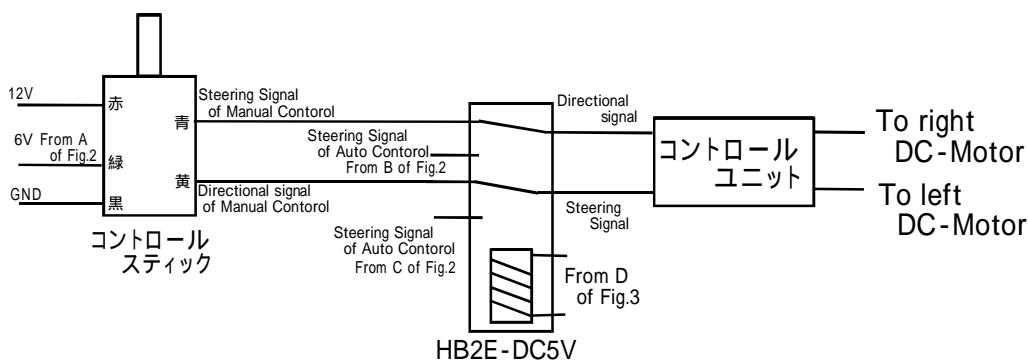 12V
6V From A
of Fig.2
GND
赤
緑
黒
青
黄
コントロール
スティック
Steering Signal
of Manual Contorol
Directional signal
of Manual Contorol
Steering Signal
of Auto Contorol
From B of Fig.2
Steering Signal
of Auto Contorol
From C of Fig.2
Directional
signal
Steering
Signal
From D
of Fig.3
HB2E-DC5V
コントロール
ユニット
To right
DC-Motor
To left
DC-Motor